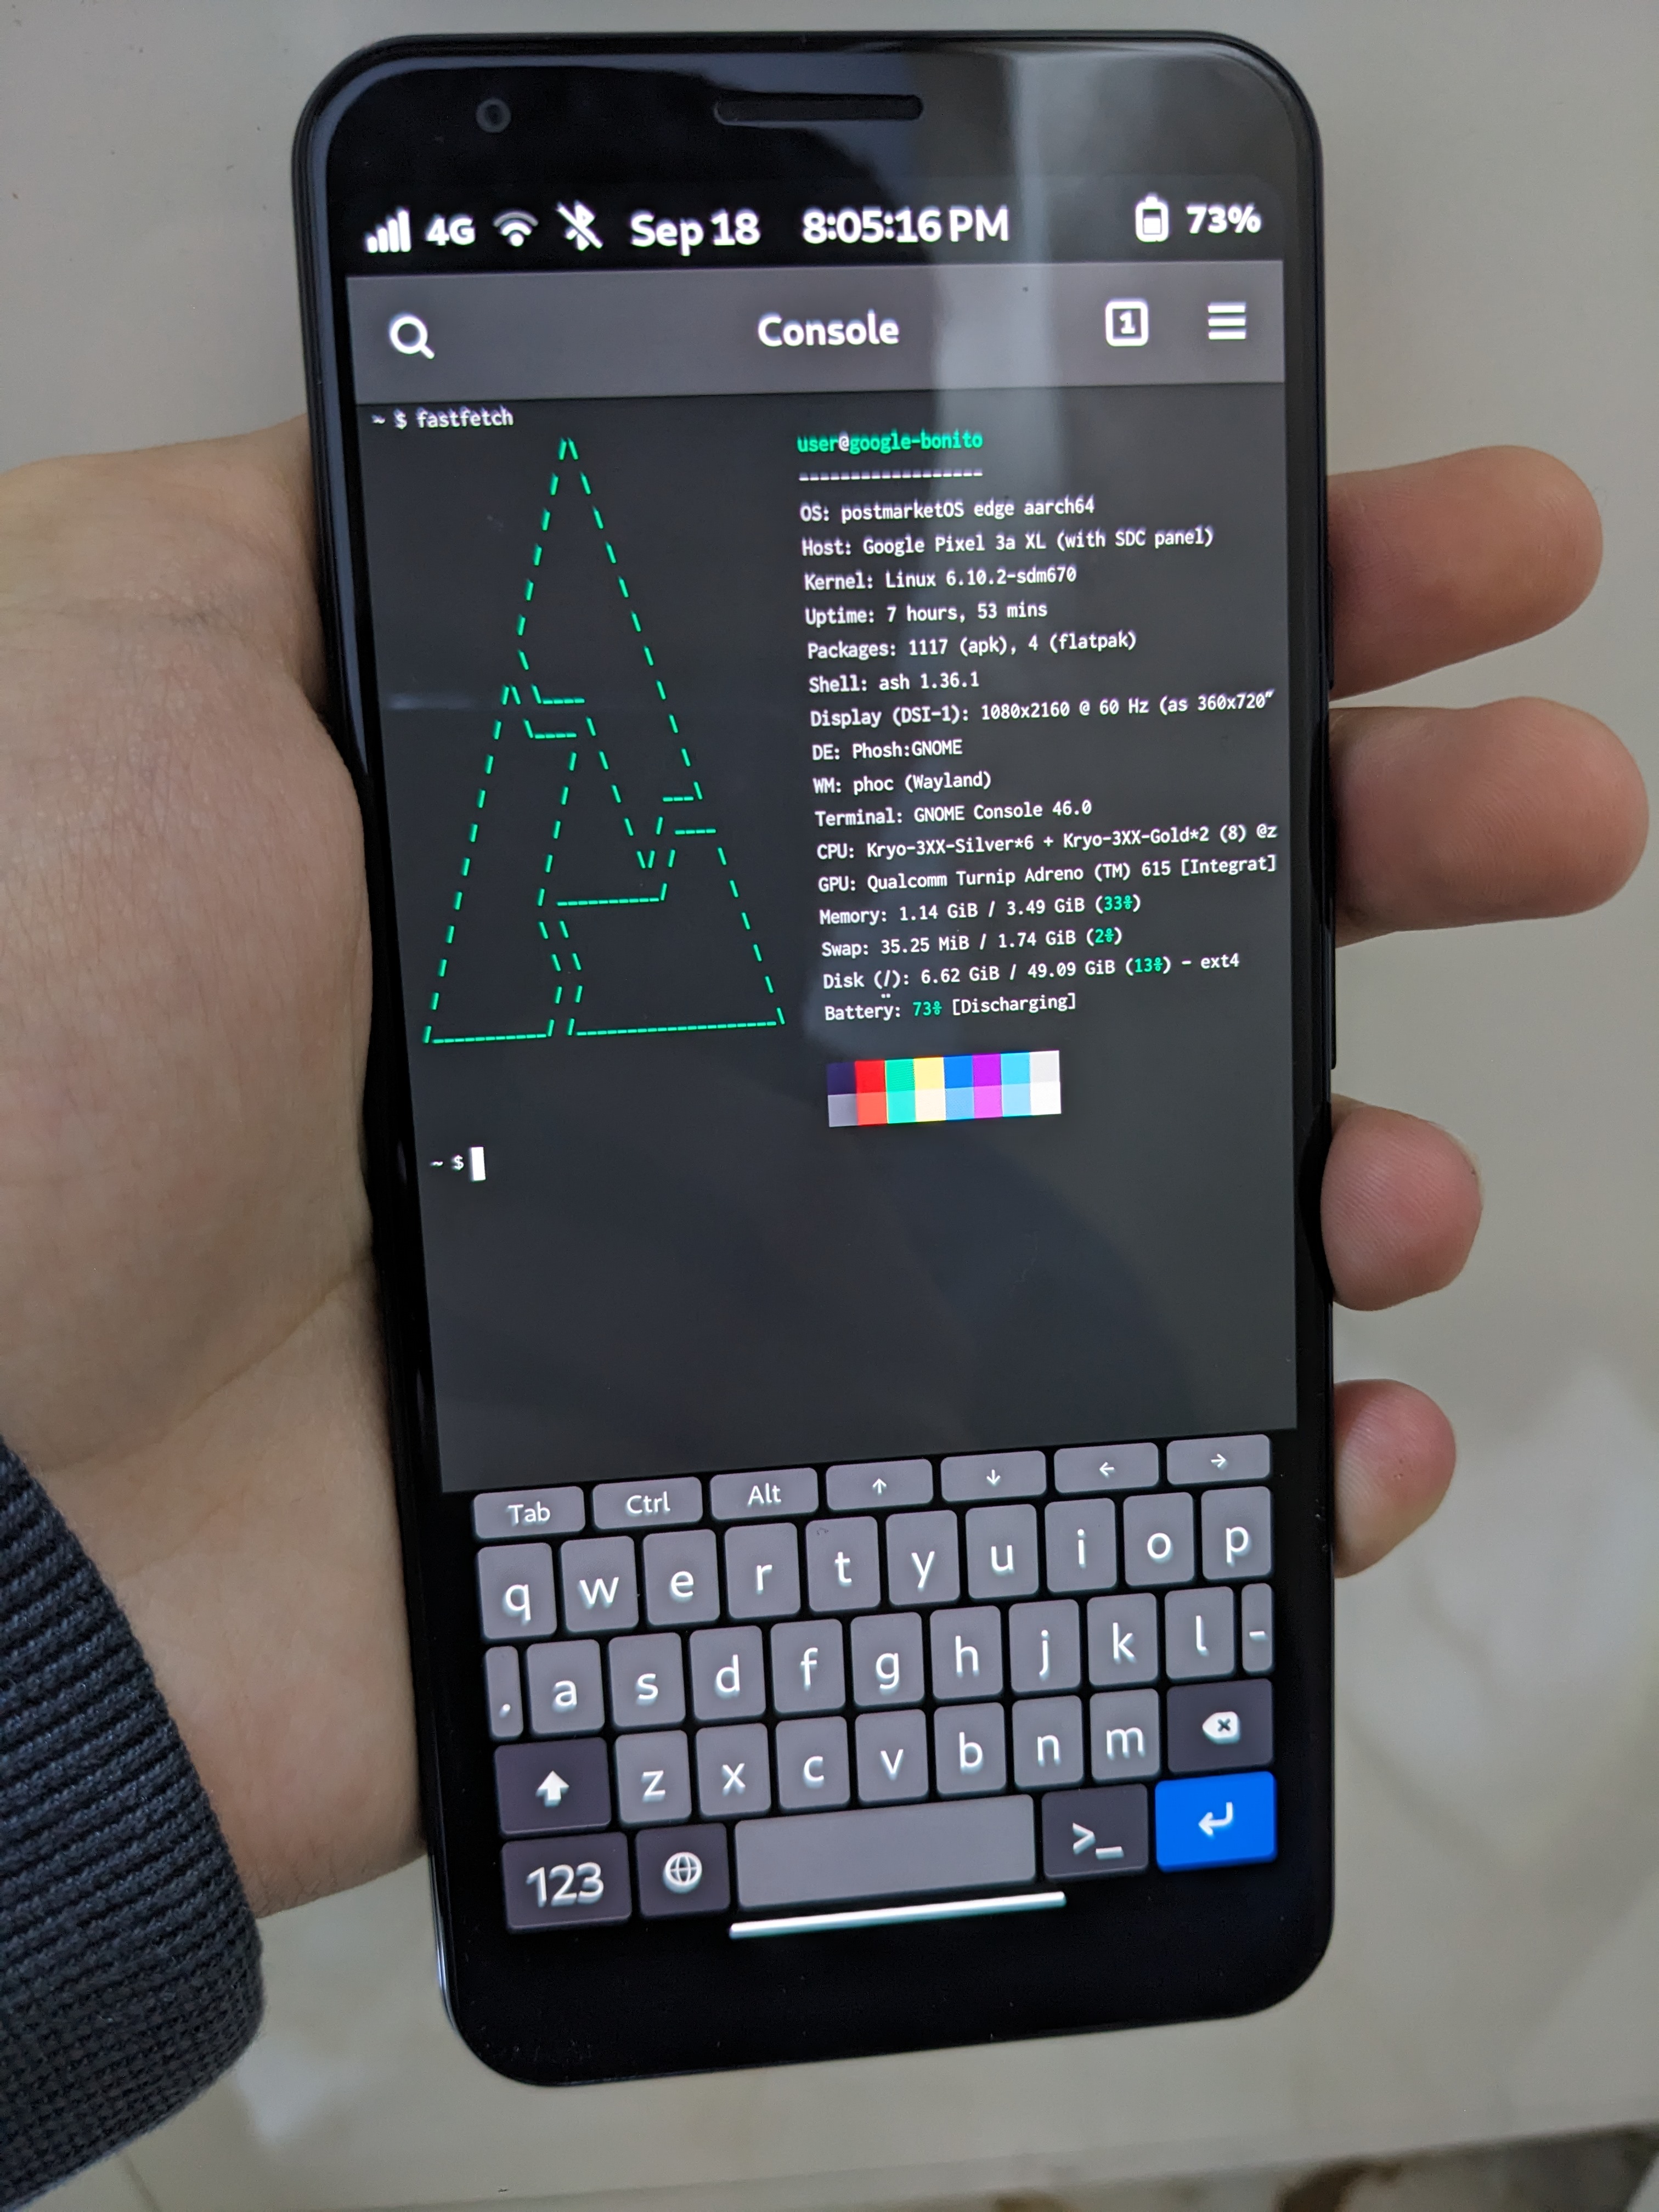 4G Sep 18 8:05:16 PM 73%
Console 1
~ $ fastfetch
user@google-bonito
------------------
OS: postmarketOS edge aarch64
Host: Google Pixel 3a XL (with SDC panel)
Kernel: Linux 6.10.2-sdm670
Uptime: 7 hours, 53 mins
Packages: 1117 (apk), 4 (flatpak)
Shell: ash 1.36.1
Display (DSI-1): 1080x2160 @ 60 Hz (as 360x720"
DE: Phosh:GNOME
WM: phoc (Wayland)
Terminal: GNOME Console 46.0
CPU: Kryo-3XX-Silver*6 + Kryo-3XX-Gold*2 (8) @z
GPU: Qualcomm Turnip Adreno (TM) 615 [Integrat]
Memory: 1.14 GiB / 3.49 GiB (33%)
Swap: 35.25 MiB / 1.74 GiB (2%)
Disk (/): 6.62 GiB / 49.09 GiB (13%) - ext4
Battery: 73% [Discharging]
~ $
Tab Ctrl Alt ↑ ↓ ← →
q w e r t y u i o p
. a s d f g h j k l -
z x c v b n m
123 >_